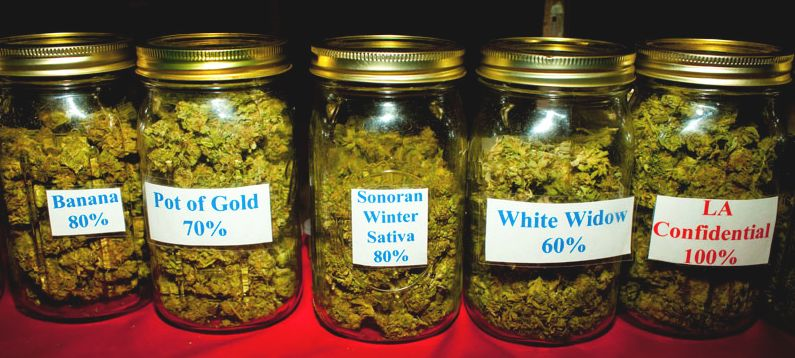 Banana
80%
Pot of Gold
70%
Sonoran
Winter
Sativa
80%
White Widow
60%
LA
Confidential
100%